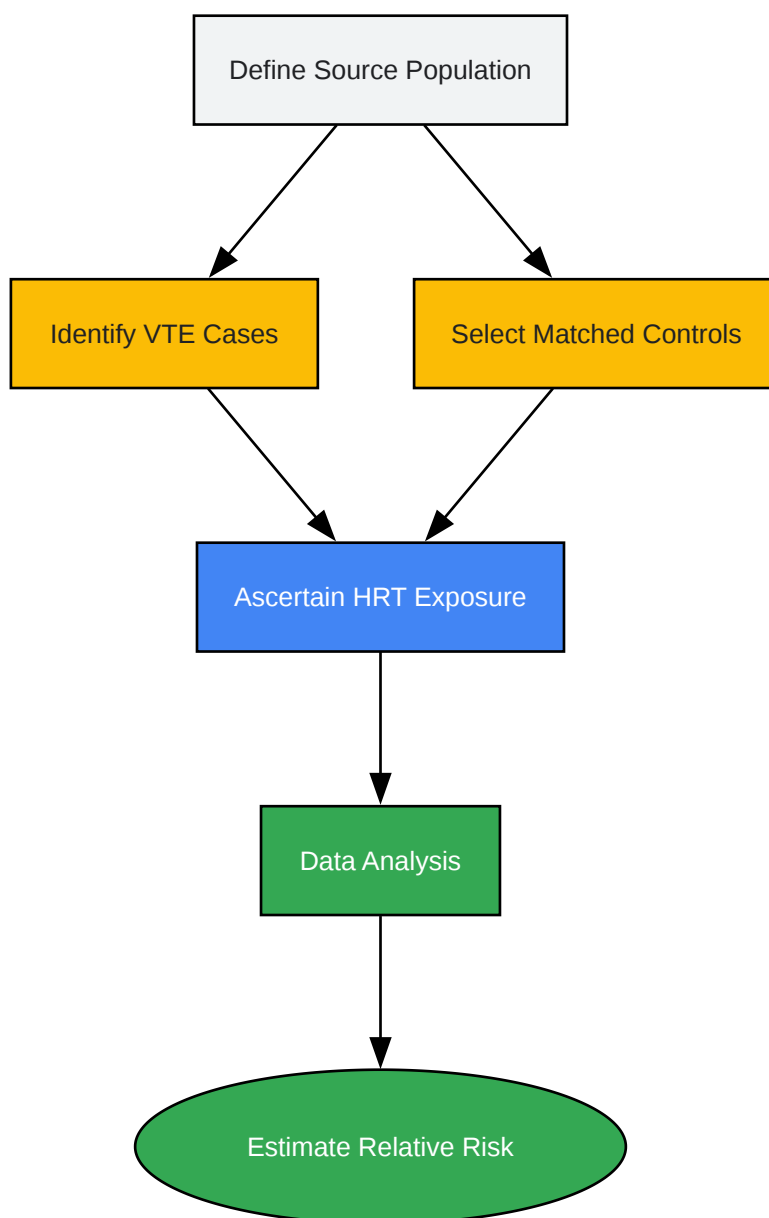 Define Source Population
Identify VTE Cases
Select Matched Controls
Ascertain HRT Exposure
Data Analysis
Estimate Relative Risk